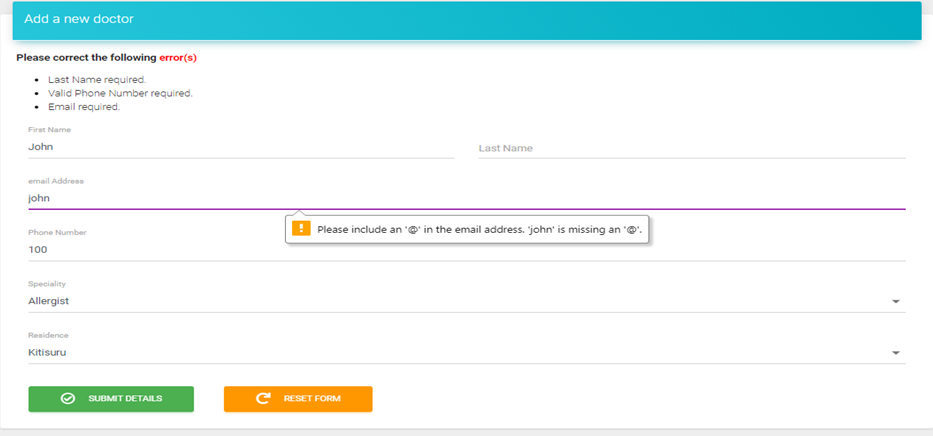 Add a new doctor
Please correct the following error(s)
Last Name required.
Valid Phone Number required.
Email required.
First Name
John
Last Name
email Address
john
Please include an '@' in the email address. 'john' is missing an '@'.
Phone Number
100
Speciality
Allergist
Residence
Kitisuru
SUBMIT DETAILS
RESET FORM